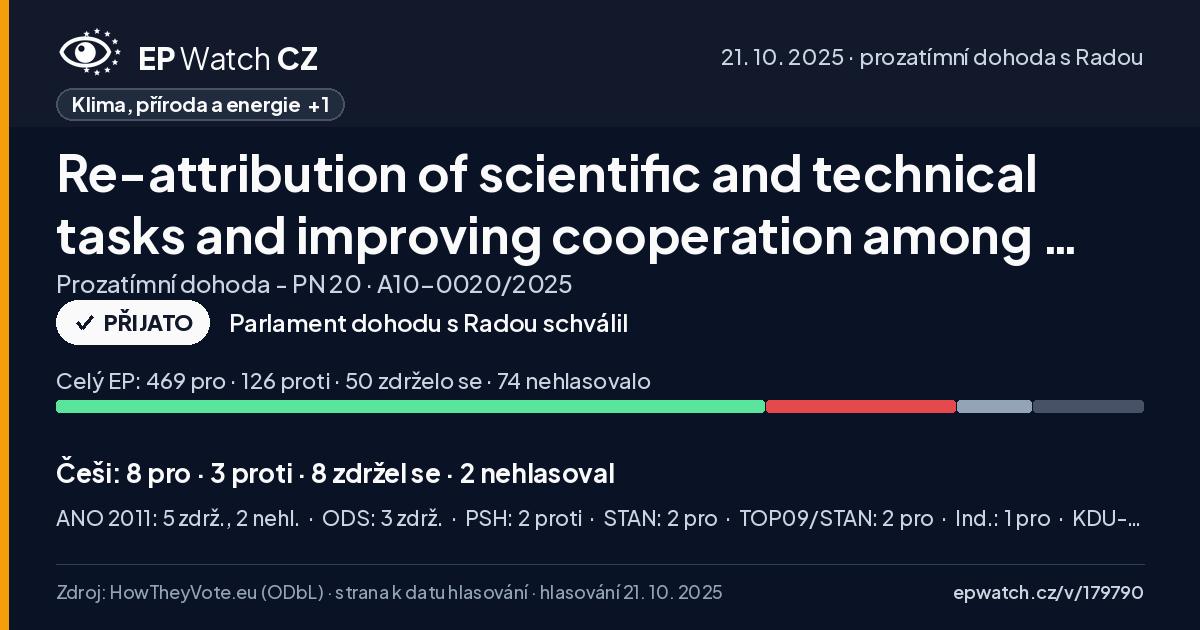 EP Watch CZ
21. 10. 2025 · prozatímní dohoda s Radou
Klima, příroda a energie +1
Re-attribution of scientific and technical
tasks and improving cooperation among …
Prozatímní dohoda – PN 20 · A10–0020/2025
✓ PŘIJATO Parlament dohodu s Radou schválil
Celý EP: 469 pro · 126 proti · 50 zdrželo se · 74 nehlasovalo
Češi: 8 pro · 3 proti · 8 zdržel se · 2 nehlasoval
ANO 2011: 5 zdrž., 2 nehl. · ODS: 3 zdrž. · PSH: 2 proti · STAN: 2 pro · TOP09/STAN: 2 pro · Ind.: 1 pro · KDU-…
Zdroj: HowTheyVote.eu (ODbL) · strana k datu hlasování · hlasování 21. 10. 2025
epwatch.cz/v/179790